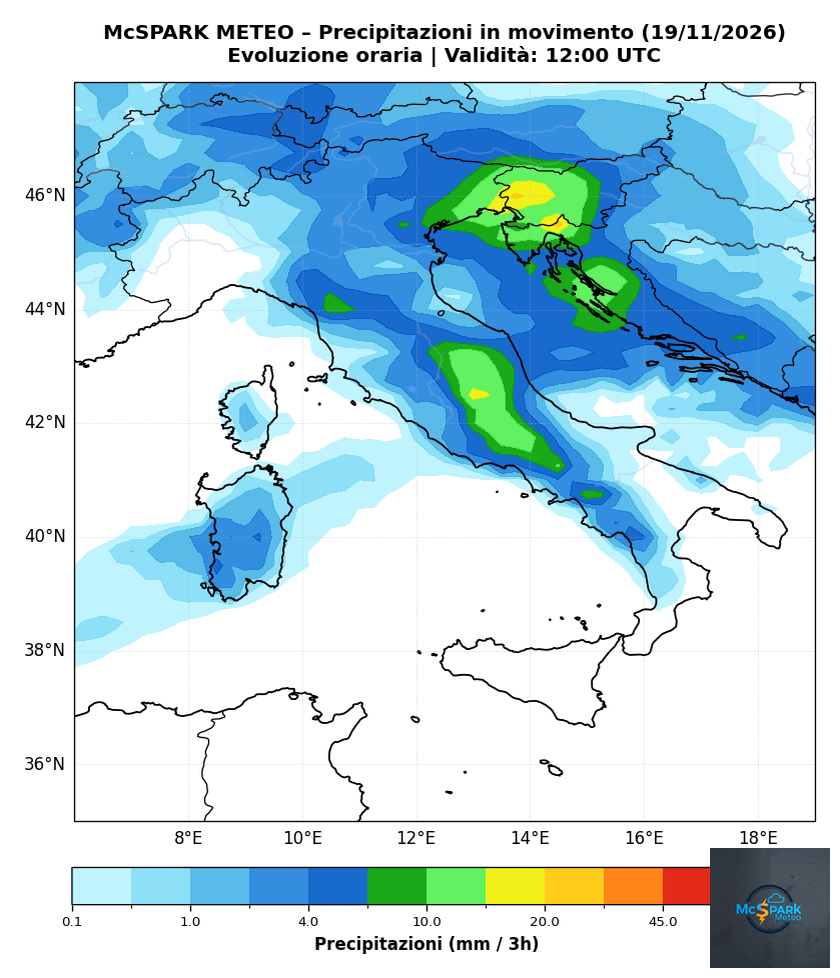 McSPARK METEO – Precipitazioni in movimento (19/11/2026)
Evoluzione oraria | Validità: 12:00 UTC
46°N
44°N
42°N
40°N
38°N
36°N
8°E 10°E 12°E 14°E 16°E 18°E
0.1 1.0 4.0 10.0 20.0 45.0
Precipitazioni (mm / 3h)
McSPARK
Meteo